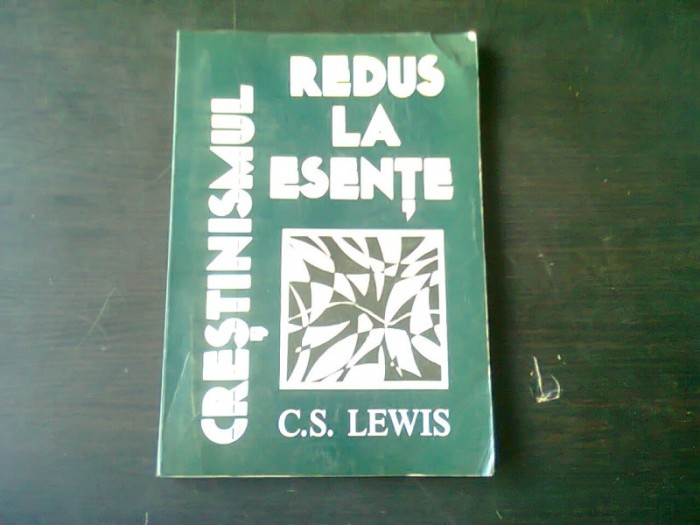 CREȘTINISMUL
REDUS
LA
ESENȚE
C.S. LEWIS